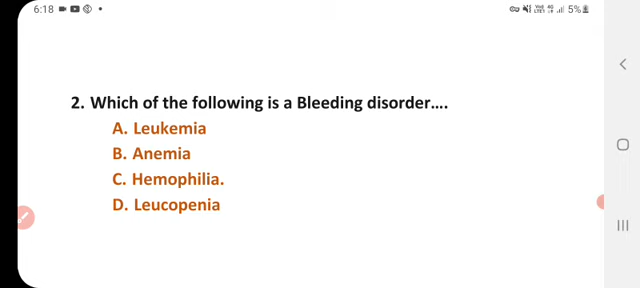 6:18
5%
2. Which of the following is a Bleeding disorder....
A. Leukemia
B. Anemia
C. Hemophilia.
D. Leucopenia